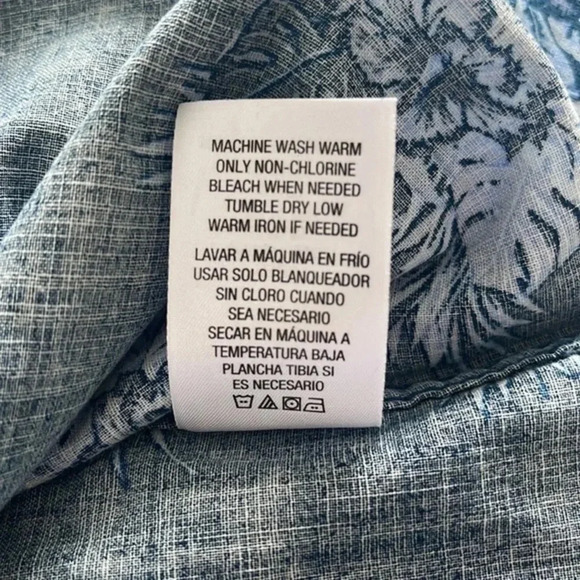 MACHINE WASH WARM
ONLY NON-CHLORINE
BLEACH WHEN NEEDED
TUMBLE DRY LOW
WARM IRON IF NEEDED
LAVAR A MÁQUINA EN FRÍO
USAR SOLO BLANQUEADOR
SIN CLORO CUANDO
SEA NECESARIO
SECAR EN MÁQUINA A
TEMPERATURA BAJA
PLANCHA TIBIA SI
ES NECESARIO